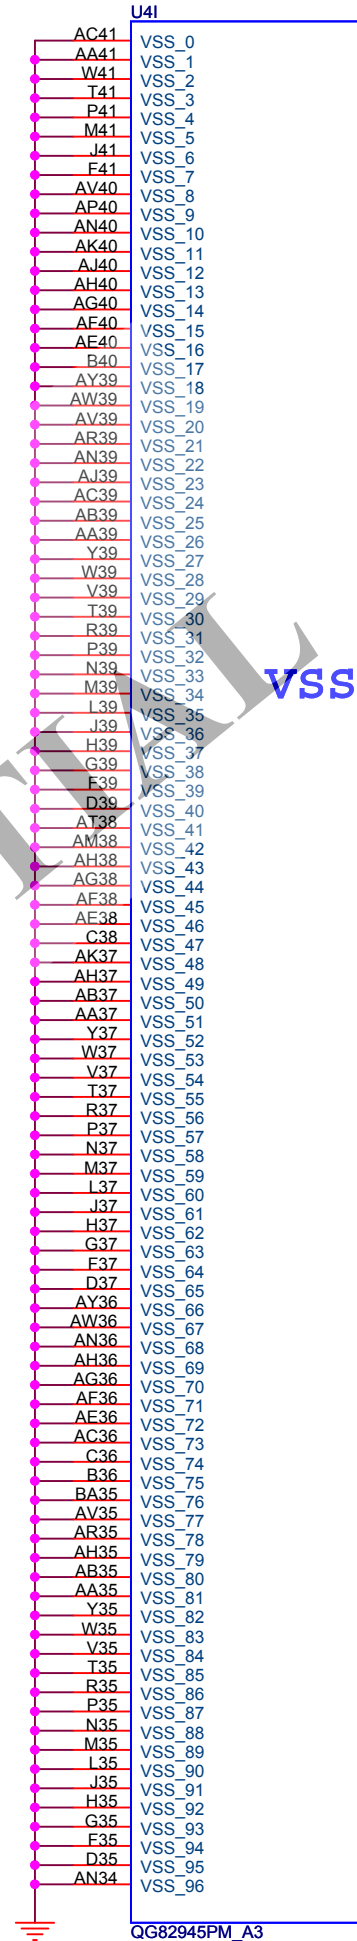 U4I
AC41 VSS_0
AA41 VSS_1
W41 VSS_2
T41 VSS_3
P41 VSS_4
M41 VSS_5
J41 VSS_6
F41 VSS_7
AV40 VSS_8
AP40 VSS_9
AN40 VSS_10
AK40 VSS_11
AJ40 VSS_12
AH40 VSS_13
AG40 VSS_14
AF40 VSS_15
AE40 VSS_16
B40 VSS_17
AY39 VSS_18
AW39 VSS_19
AV39 VSS_20
AR39 VSS_21
AN39 VSS_22
AJ39 VSS_23
AC39 VSS_24
AB39 VSS_25
AA39 VSS_26
Y39 VSS_27
W39 VSS_28
V39 VSS_29
T39 VSS_30
R39 VSS_31
P39 VSS_32
N39 VSS_33
M39 VSS_34
L39 VSS_35
J39 VSS_36
H39 VSS_37
G39 VSS_38
F39 VSS_39
D39 VSS_40
AT38 VSS_41
AM38 VSS_42
AH38 VSS_43
AG38 VSS_44
AF38 VSS_45
AE38 VSS_46
C38 VSS_47
AK37 VSS_48
AH37 VSS_49
AB37 VSS_50
AA37 VSS_51
Y37 VSS_52
W37 VSS_53
V37 VSS_54
T37 VSS_55
R37 VSS_56
P37 VSS_57
N37 VSS_58
M37 VSS_59
L37 VSS_60
J37 VSS_61
H37 VSS_62
G37 VSS_63
F37 VSS_64
D37 VSS_65
AY36 VSS_66
AW36 VSS_67
AN36 VSS_68
AH36 VSS_69
AG36 VSS_70
AF36 VSS_71
AE36 VSS_72
AC36 VSS_73
C36 VSS_74
B36 VSS_75
BA35 VSS_76
AV35 VSS_77
AR35 VSS_78
AH35 VSS_79
AB35 VSS_80
AA35 VSS_81
Y35 VSS_82
W35 VSS_83
V35 VSS_84
T35 VSS_85
R35 VSS_86
P35 VSS_87
N35 VSS_88
M35 VSS_89
L35 VSS_90
J35 VSS_91
H35 VSS_92
G35 VSS_93
F35 VSS_94
D35 VSS_95
AN34 VSS_96
VSS
TIAL
QG82945PM_A3